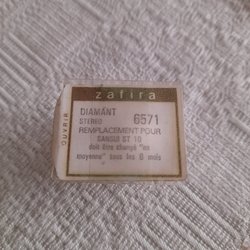 zafira
DIAMANT
STEREO 6571
REMPLACEMENT POUR
SANSUI ST 10
doit être changé "en
moyenne" tous les 6 mois
OUVRIR